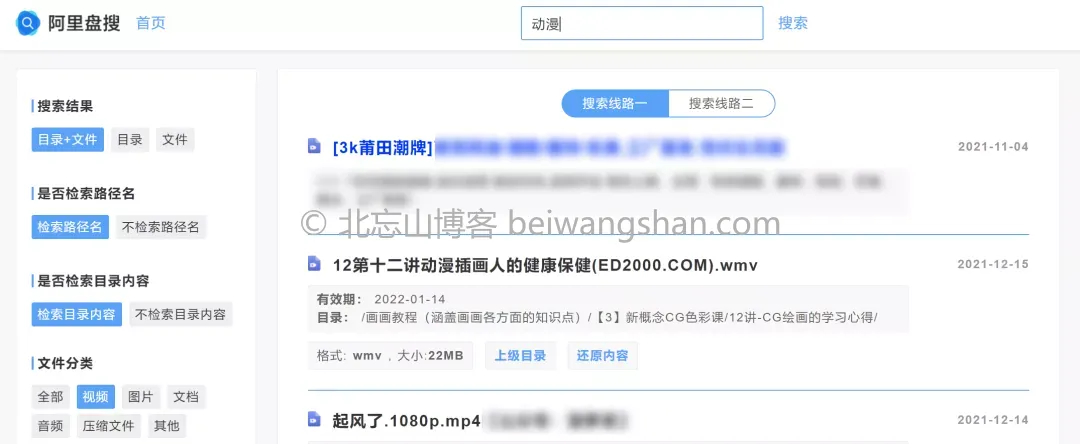 阿里盘搜 首页 动漫 搜索
搜索结果
目录+文件 目录 文件
是否检索路径名
检索路径名 不检索路径名
是否检索目录内容
检索目录内容 不检索目录内容
文件分类
全部 视频 图片 文档
音频 压缩文件 其他
搜索线路一 搜索线路二
[3k莆田潮牌] 2021-11-04
© 北忘山博客 beiwangshan.com
12第十二讲动漫插画人的健康保健(ED2000.COM).wmv 2021-12-15
有效期: 2022-01-14
目录: /画画教程（涵盖画画各方面的知识点）/【3】新概念CG色彩课/12讲-CG绘画的学习心得/
格式: wmv , 大小:22MB 上级目录 还原内容
起风了.1080p.mp4 2021-12-14